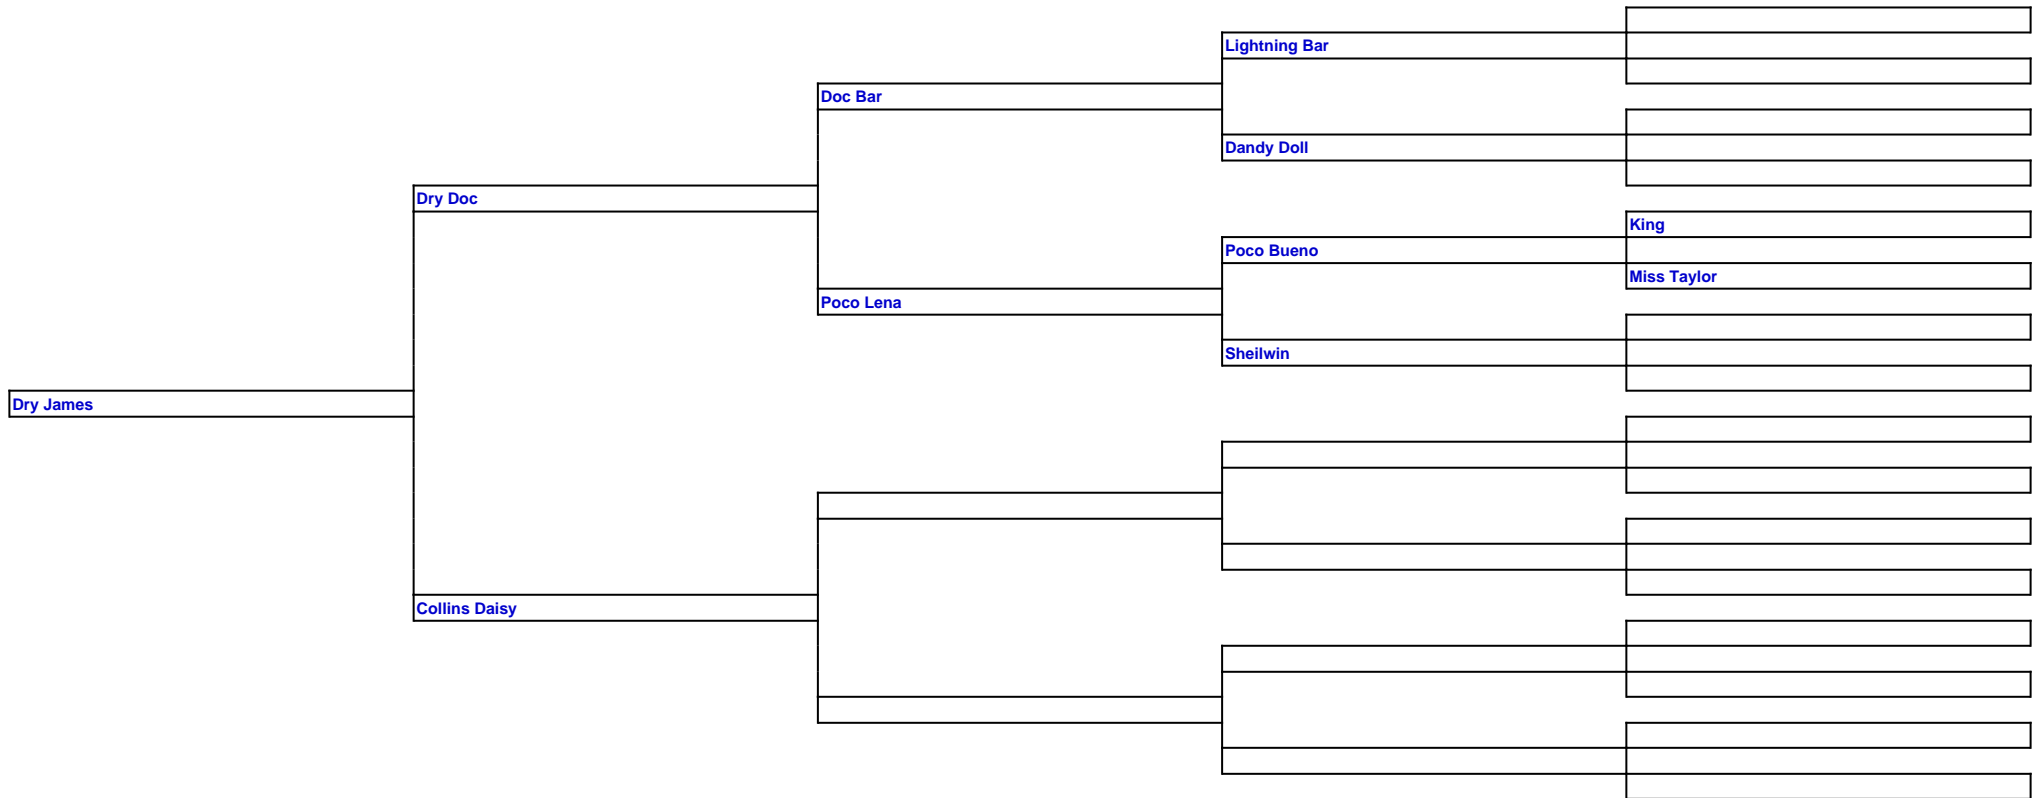 Lightning Bar
Doc Bar
Dandy Doll
Dry Doc
King
Poco Bueno
Miss Taylor
Poco Lena
Sheilwin
Dry James
Collins Daisy